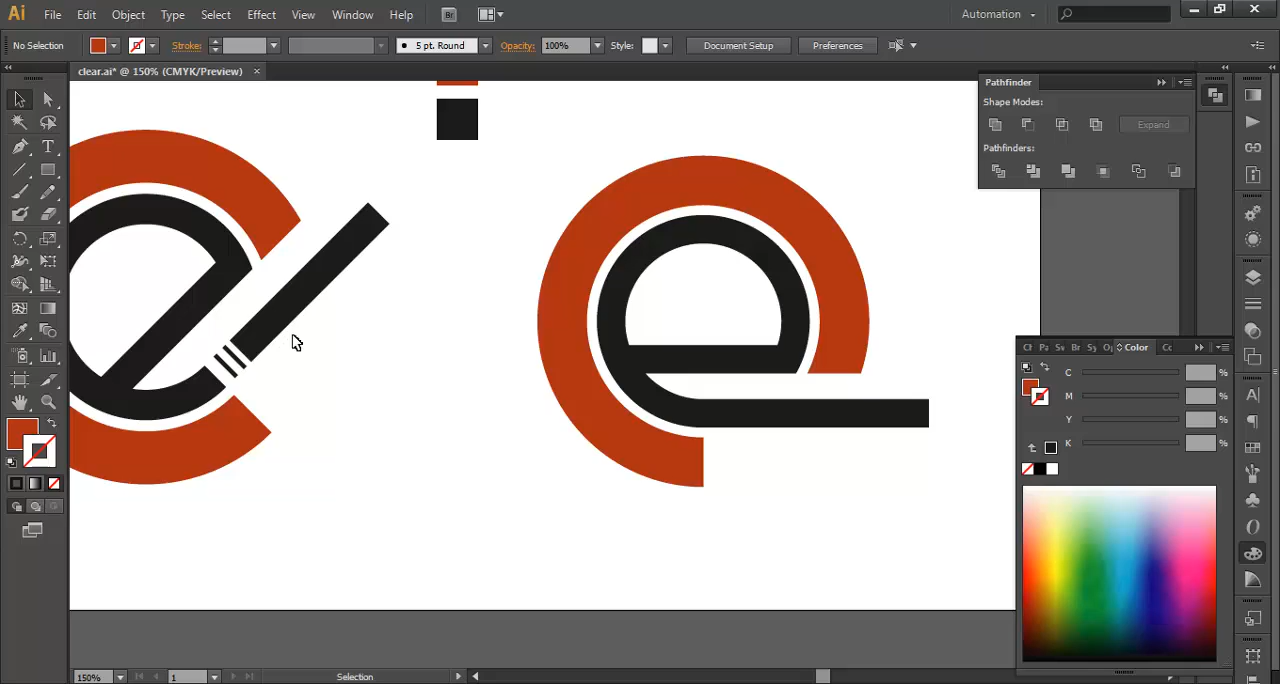 Ai File Edit Object Type Select Effect View Window Help Br Automation
No Selection Stroke: 5 pt. Round Opacity: 100% Style: Document Setup Preferences
clear.ai* @ 150% (CMYK/Preview) ×
Pathfinder
Shape Modes:
Expand
Pathfinders:
Color
C %
M %
Y %
K %
150% 1 Selection